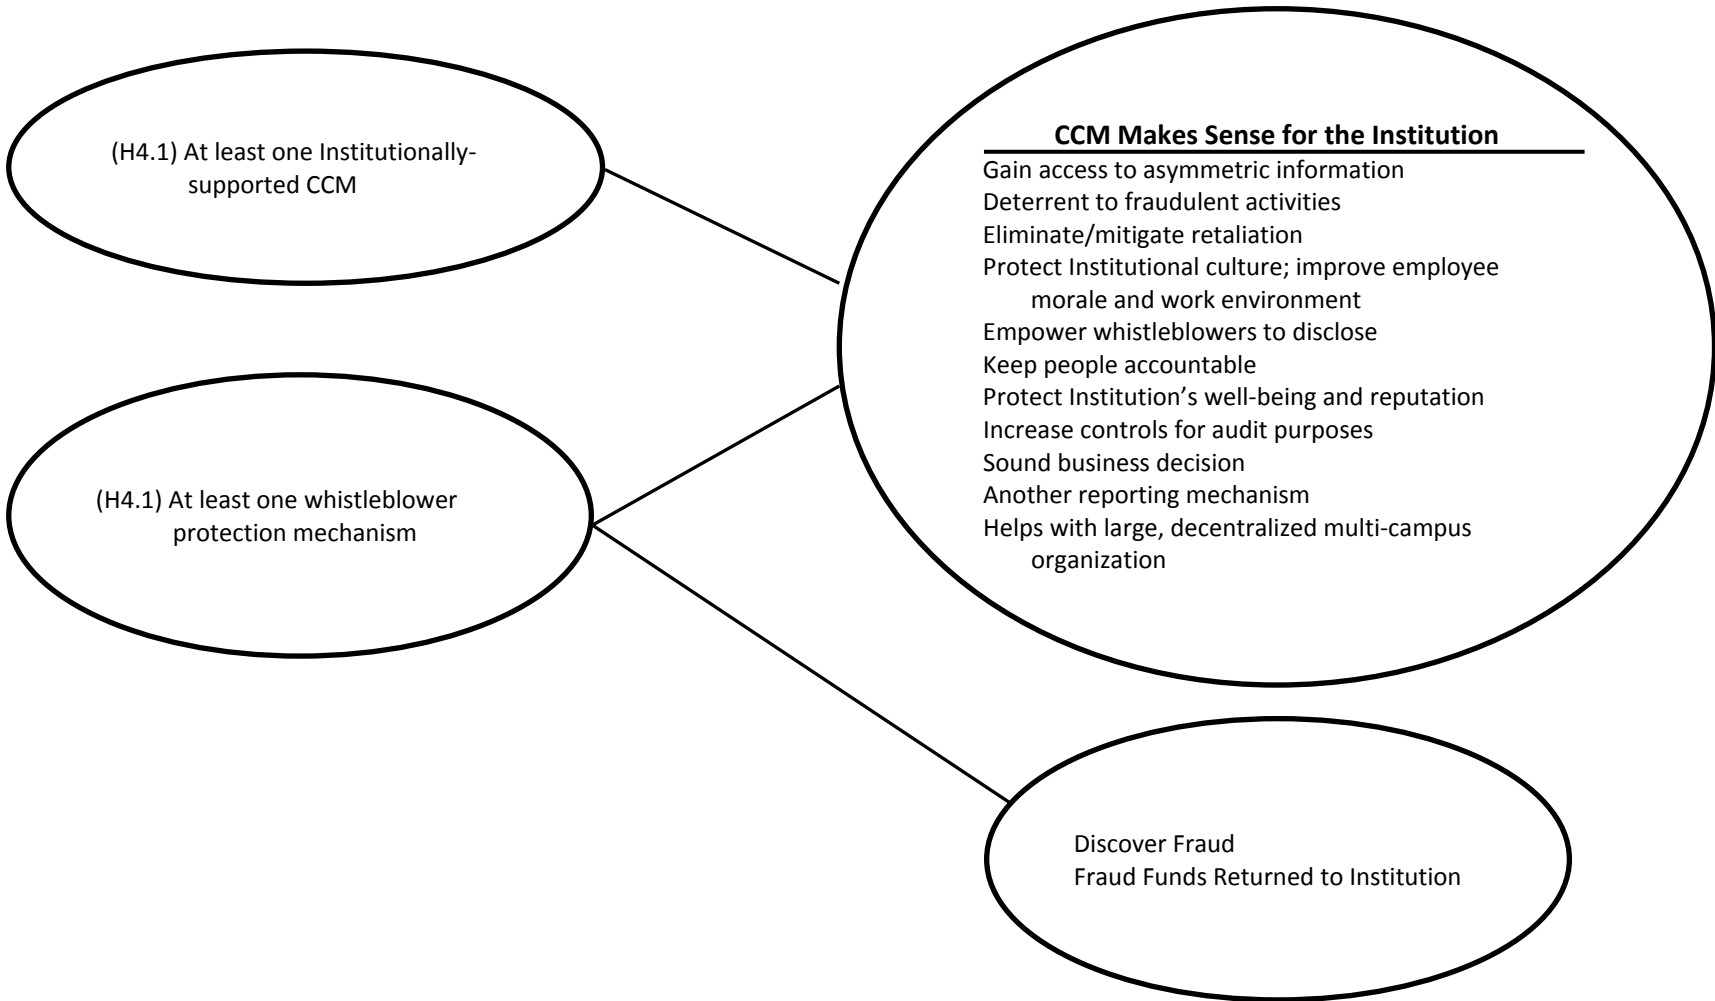 (H4.1) At least one Institutionally-
supported CCM
(H4.1) At least one whistleblower
protection mechanism
CCM Makes Sense for the Institution
Gain access to asymmetric information
Deterrent to fraudulent activities
Eliminate/mitigate retaliation
Protect Institutional culture; improve employee
morale and work environment
Empower whistleblowers to disclose
Keep people accountable
Protect Institution’s well-being and reputation
Increase controls for audit purposes
Sound business decision
Another reporting mechanism
Helps with large, decentralized multi-campus
organization
Discover Fraud
Fraud Funds Returned to Institution